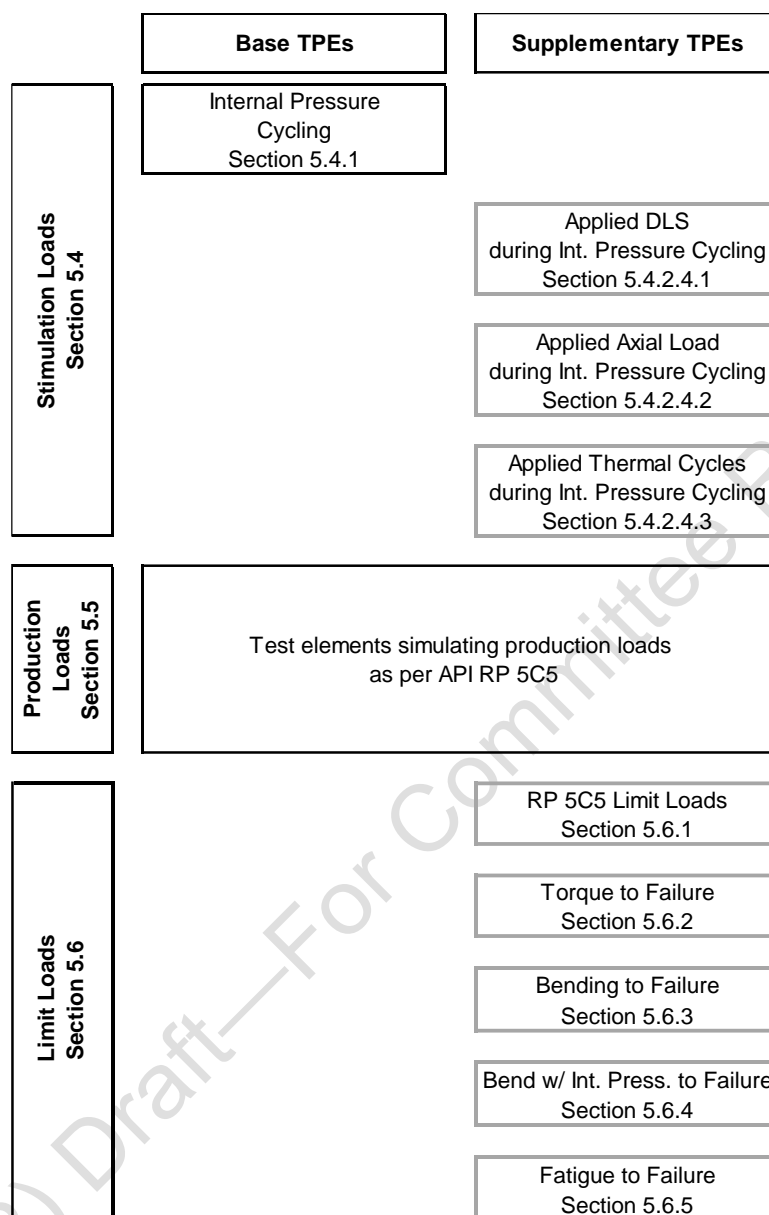 Base TPEs
Supplementary TPEs
Internal Pressure
Cycling
Section 5.4.1
Stimulation Loads
Section 5.4
Applied DLS
during Int. Pressure Cycling
Section 5.4.2.4.1
Applied Axial Load
during Int. Pressure Cycling
Section 5.4.2.4.2
Applied Thermal Cycles
during Int. Pressure Cycling
Section 5.4.2.4.3
Production
Loads
Section 5.5
Test elements simulating production loads
as per API RP 5C5
Limit Loads
Section 5.6
RP 5C5 Limit Loads
Section 5.6.1
Torque to Failure
Section 5.6.2
Bending to Failure
Section 5.6.3
Bend w/ Int. Press. to Failure
Section 5.6.4
Fatigue to Failure
Section 5.6.5
) Draft—For Committee